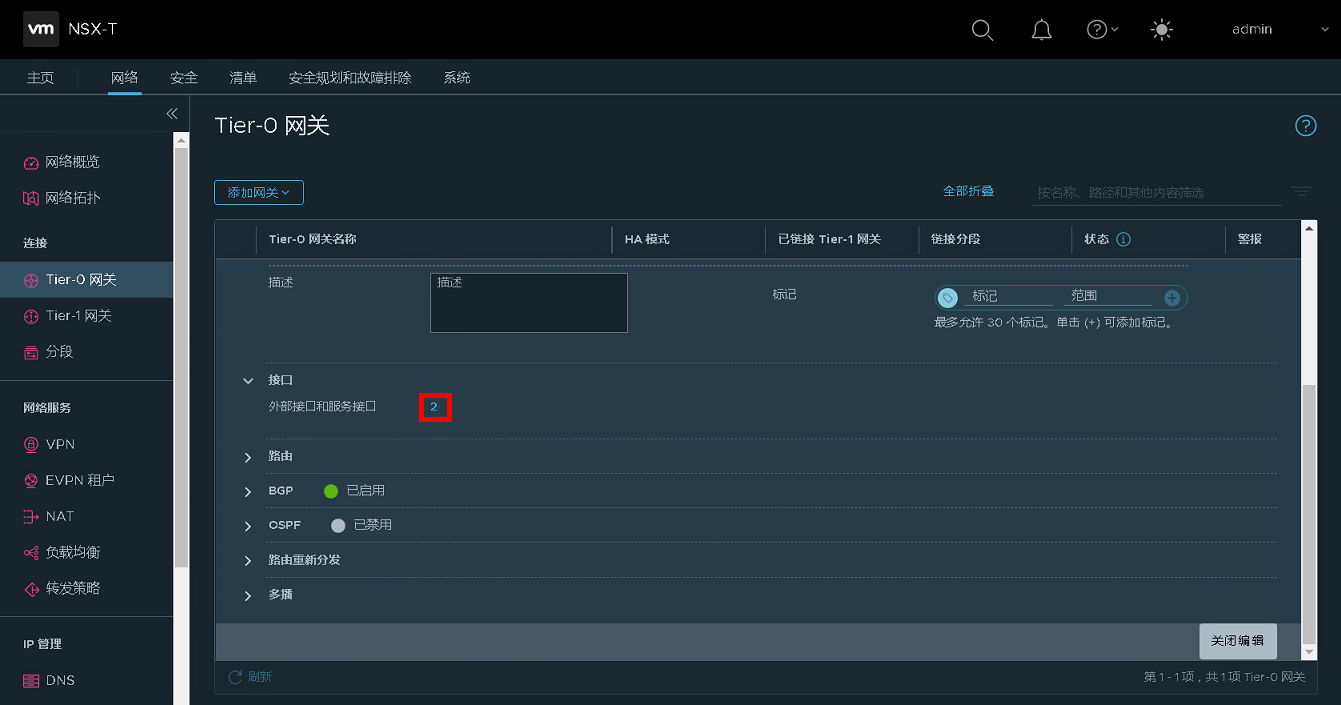 vm NSX-T admin
主页 网络 安全 清单 安全规划和故障排除 系统
Tier-0 网关
网络概览
网络拓扑
连接
Tier-0 网关
Tier-1 网关
分段
网络服务
VPN
EVPN 租户
NAT
负载均衡
转发策略
IP 管理
DNS
添加网关 全部折叠 按名称、路径和其他内容筛选
Tier-0 网关名称 HA 模式 已链接 Tier-1 网关 链接分段 状态 警报
描述 描述 标记 标记 范围
最多允许 30 个标记。单击 (+) 可添加标记。
接口
外部接口和服务接口 2
路由
BGP 已启用
OSPF 已禁用
路由重新分发
多播
关闭编辑
周新 第 1 - 1 项，共 1 项 Tier-0 网关